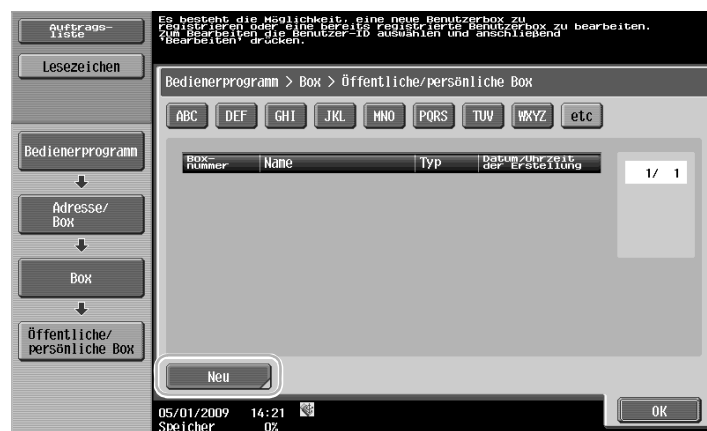 Auftrags-
liste
Es besteht die Möglichkeit, eine neue Benutzerbox zu
registrieren oder eine bereits registrierte Benutzerbox zu bearbeiten.
Zum Bearbeiten die Benutzer-ID auswählen und anschließend
'Bearbeiten' drücken.
Lesezeichen
Bedienerprogramm > Box > Öffentliche/persönliche Box
ABC DEF GHI JKL MNO PQRS TUV WXYZ etc
Bedienerprogramm
Box-
nummer Name Typ Datum/Uhrzeit
der Erstellung
1/ 1
Adresse/
Box
Box
Öffentliche/
persönliche Box
Neu
05/01/2009 14:21
Speicher 0%
OK